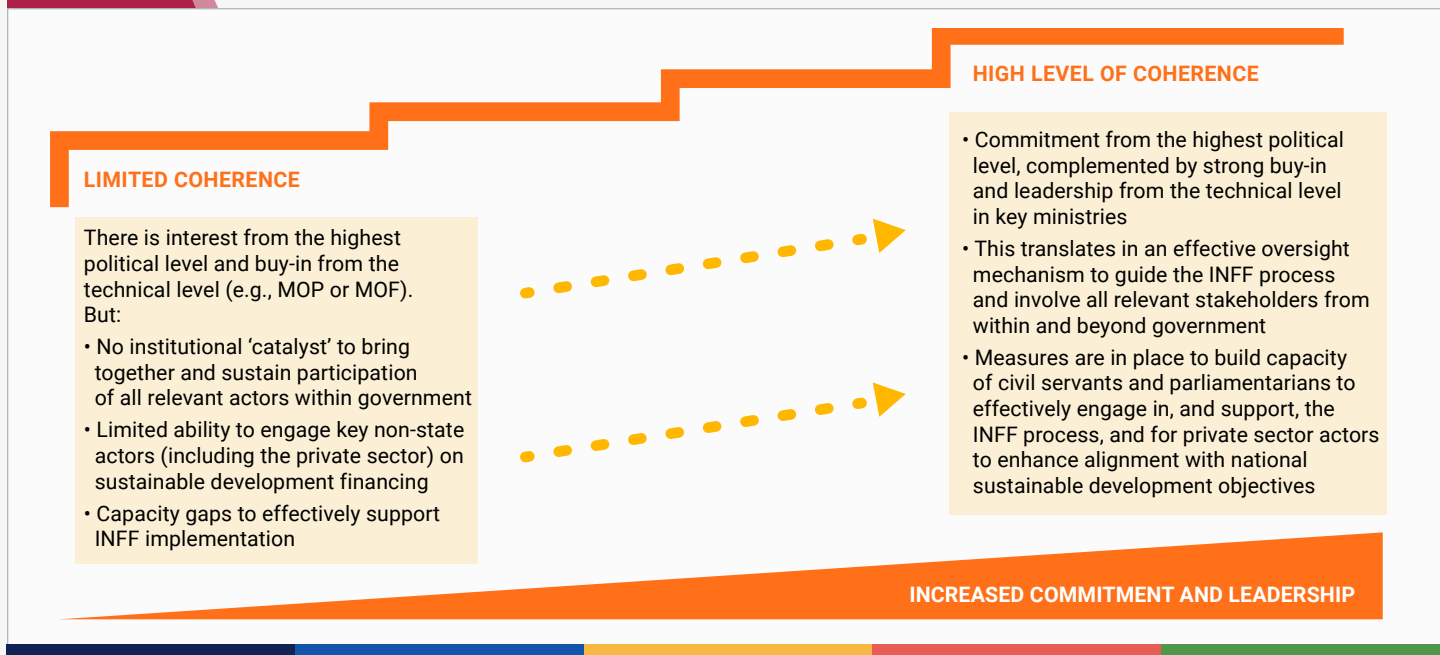 HIGH LEVEL OF COHERENCE
LIMITED COHERENCE
There is interest from the highest
political level and buy-in from the
technical level (e.g., MOP or MOF).
But:
• No institutional ‘catalyst’ to bring
together and sustain participation
of all relevant actors within government
• Limited ability to engage key non-state
actors (including the private sector) on
sustainable development financing
• Capacity gaps to effectively support
INFF implementation
• Commitment from the highest political
level, complemented by strong buy-in
and leadership from the technical level
in key ministries
• This translates in an effective oversight
mechanism to guide the INFF process
and involve all relevant stakeholders from
within and beyond government
• Measures are in place to build capacity
of civil servants and parliamentarians to
effectively engage in, and support, the
INFF process, and for private sector actors
to enhance alignment with national
sustainable development objectives
INCREASED COMMITMENT AND LEADERSHIP